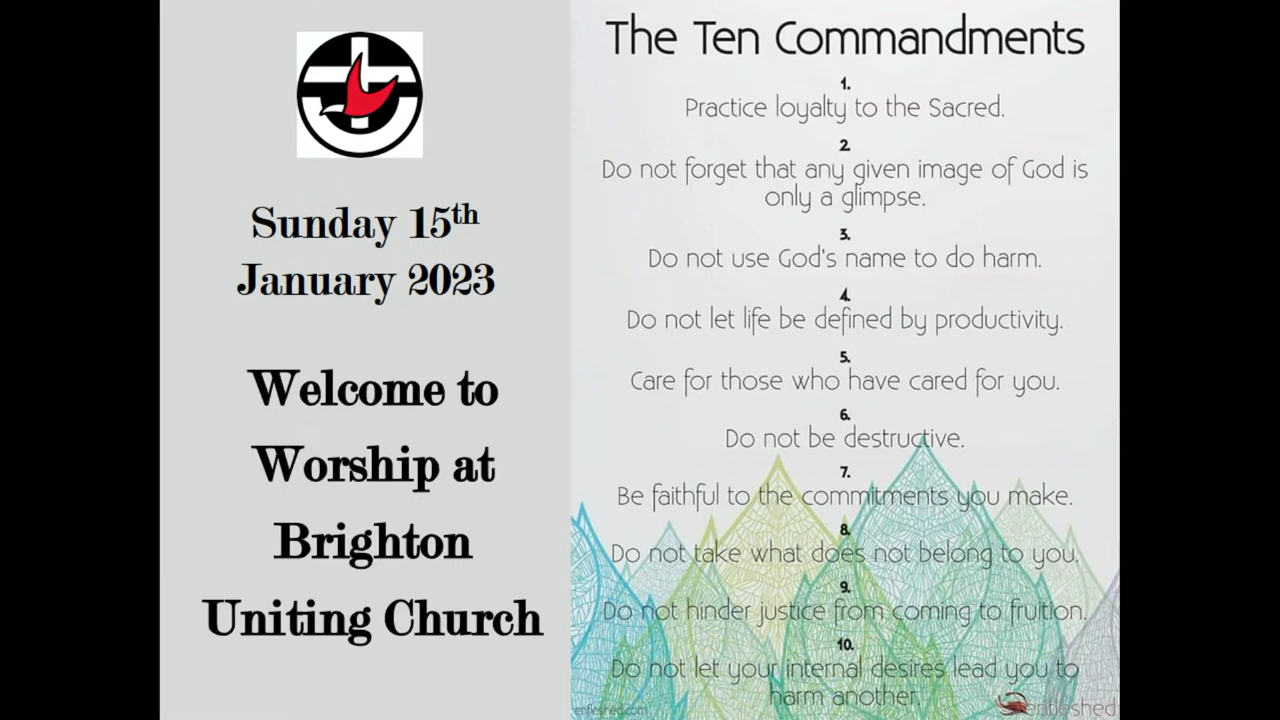 Sunday 15th
January 2023
Welcome to
Worship at
Brighton
Uniting Church
The Ten Commandments
1.
Practice loyalty to the Sacred.
2.
Do not forget that any given image of God is
only a glimpse.
3.
Do not use God's name to do harm.
4.
Do not let life be defined by productivity.
5.
Care for those who have cared for you.
6.
Do not be destructive.
7.
Be faithful to the commitments you make.
8.
Do not take what does not belong to you.
9.
Do not hinder justice from coming to fruition.
10.
Do not let your internal desires lead you to
harm another.
enfleshed.com
enfleshed